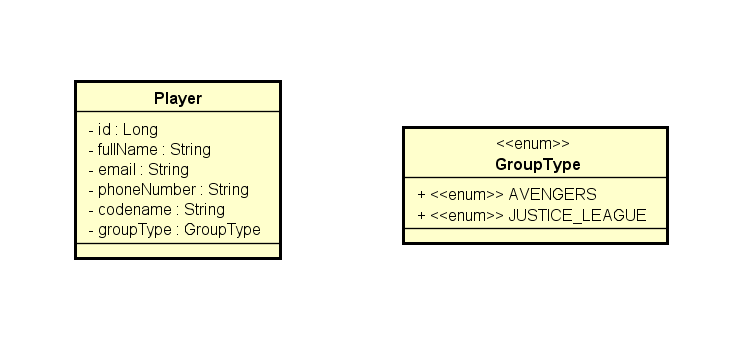 Player
- id : Long
- fullName : String
- email : String
- phoneNumber : String
- codename : String
- groupType : GroupType
<<enum>>
GroupType
+ <<enum>> AVENGERS
+ <<enum>> JUSTICE_LEAGUE